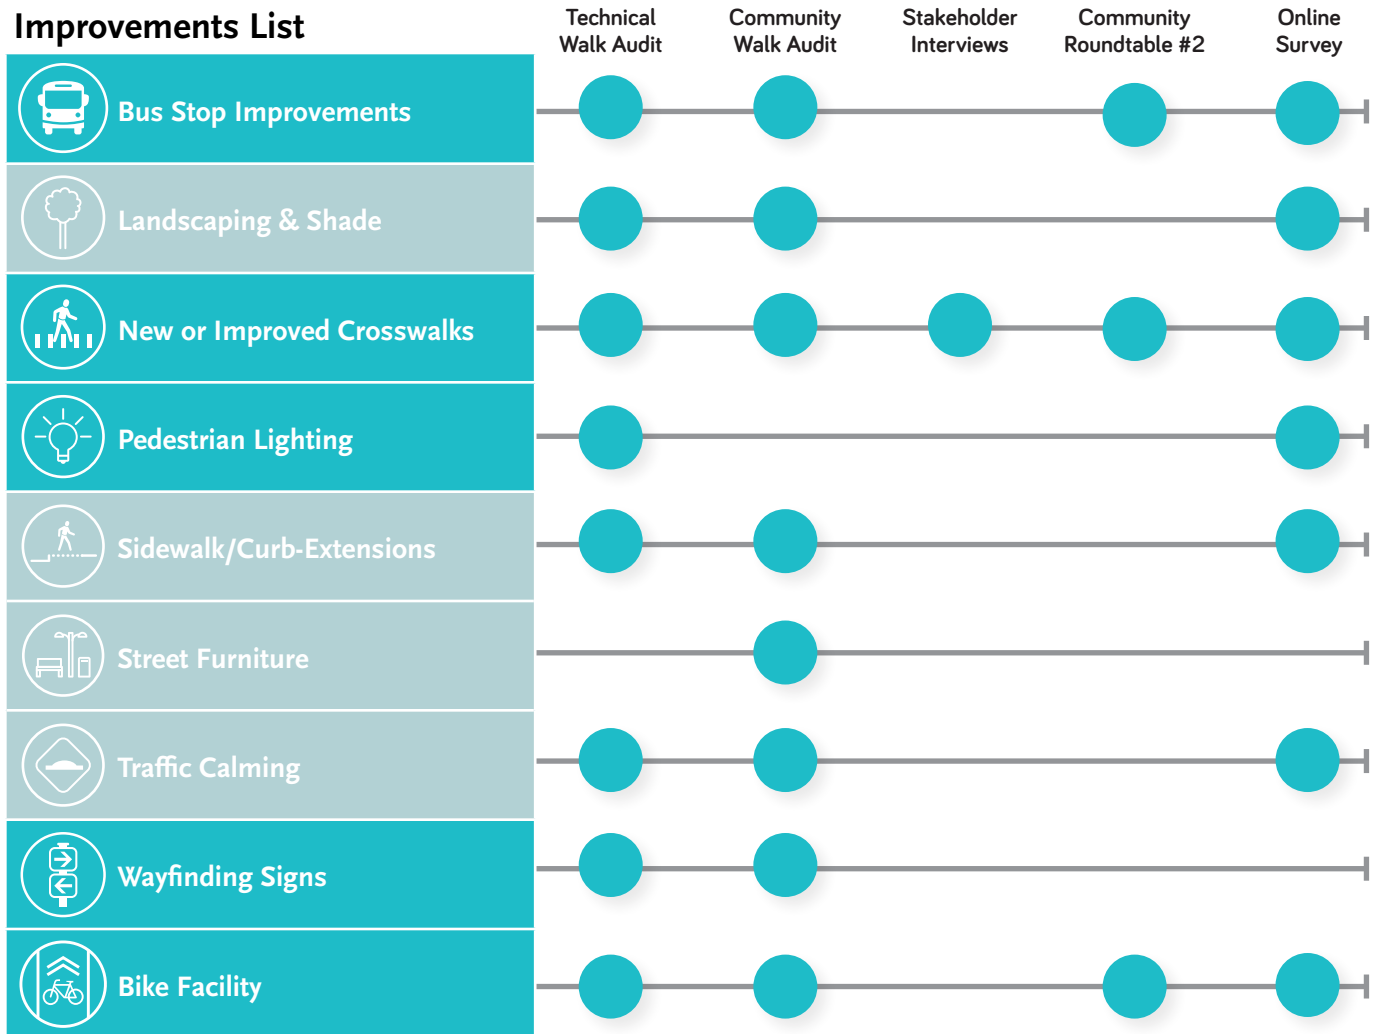 Improvements List
Technical
Walk Audit
Community
Walk Audit
Stakeholder
Interviews
Community
Roundtable #2
Online
Survey
Bus Stop Improvements
Landscaping & Shade
New or Improved Crosswalks
Pedestrian Lighting
Sidewalk/Curb-Extensions
Street Furniture
Traffic Calming
Wayfinding Signs
Bike Facility